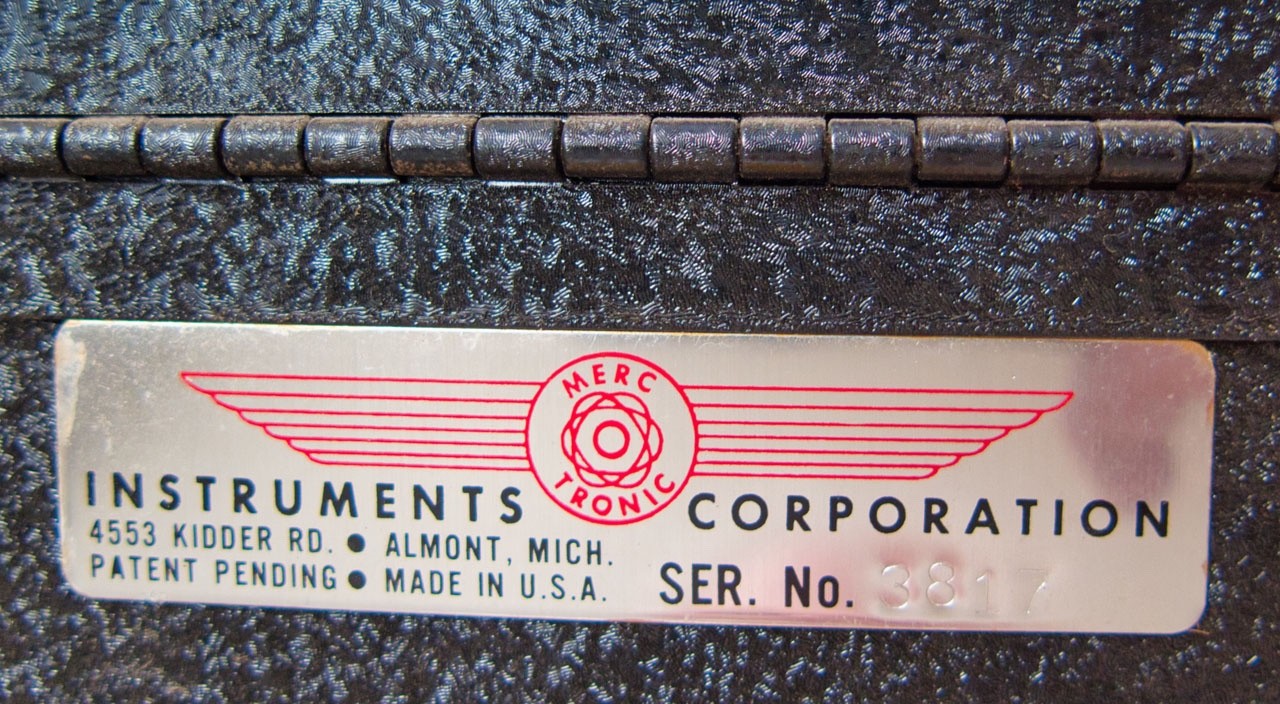 MERC
TRONIC
INSTRUMENTS CORPORATION
4553 KIDDER RD. ● ALMONT, MICH.
PATENT PENDING ● MADE IN U.S.A.
SER. No. 3817